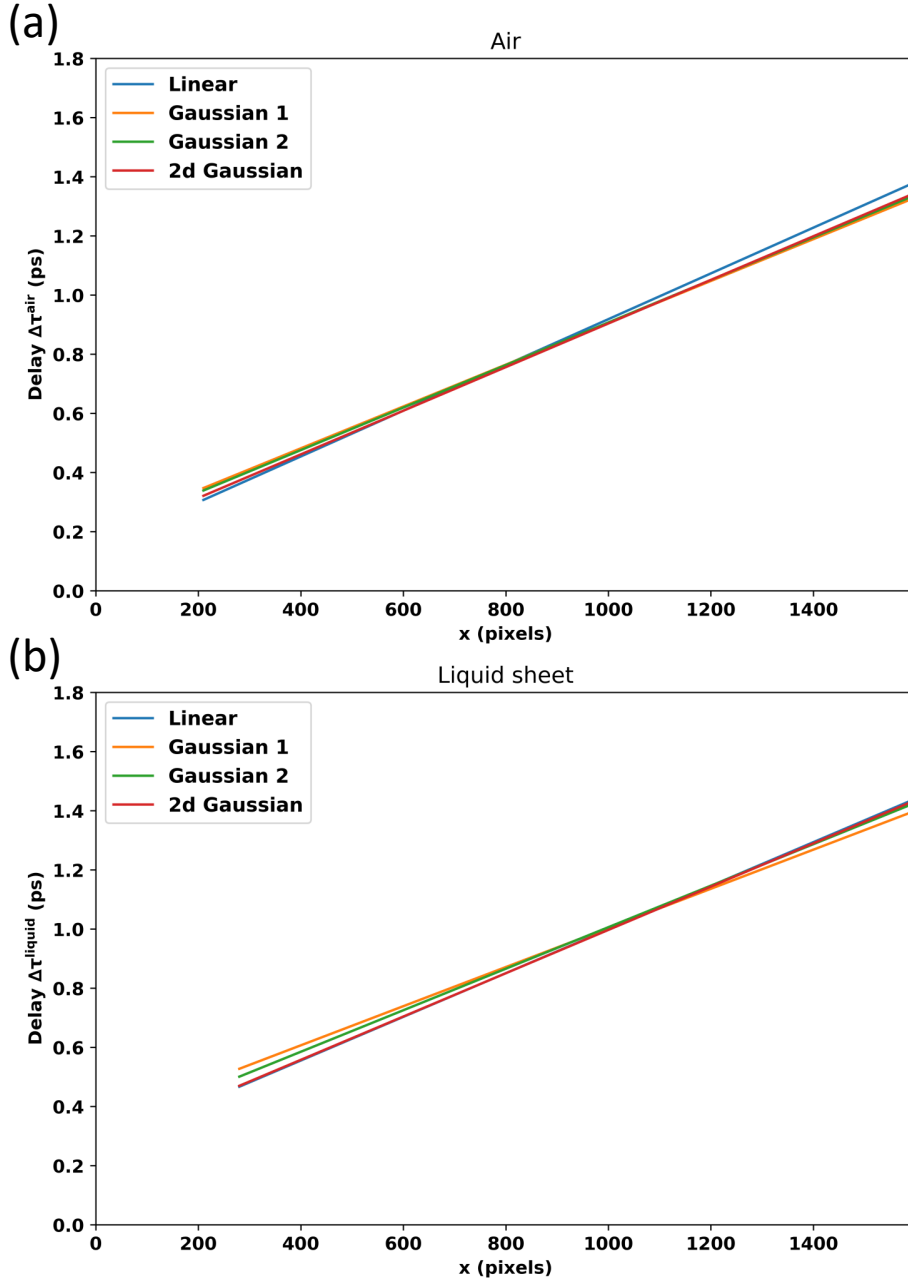 (a)
Air
1.8
1.6
1.4
1.2
1.0
0.8
0.6
0.4
0.2
0.0
Delay Δτ^air (ps)
Linear
Gaussian 1
Gaussian 2
2d Gaussian
0 200 400 600 800 1000 1200 1400
x (pixels)
(b)
Liquid sheet
1.8
1.6
1.4
1.2
1.0
0.8
0.6
0.4
0.2
0.0
Delay Δτ^liquid (ps)
Linear
Gaussian 1
Gaussian 2
2d Gaussian
0 200 400 600 800 1000 1200 1400
x (pixels)